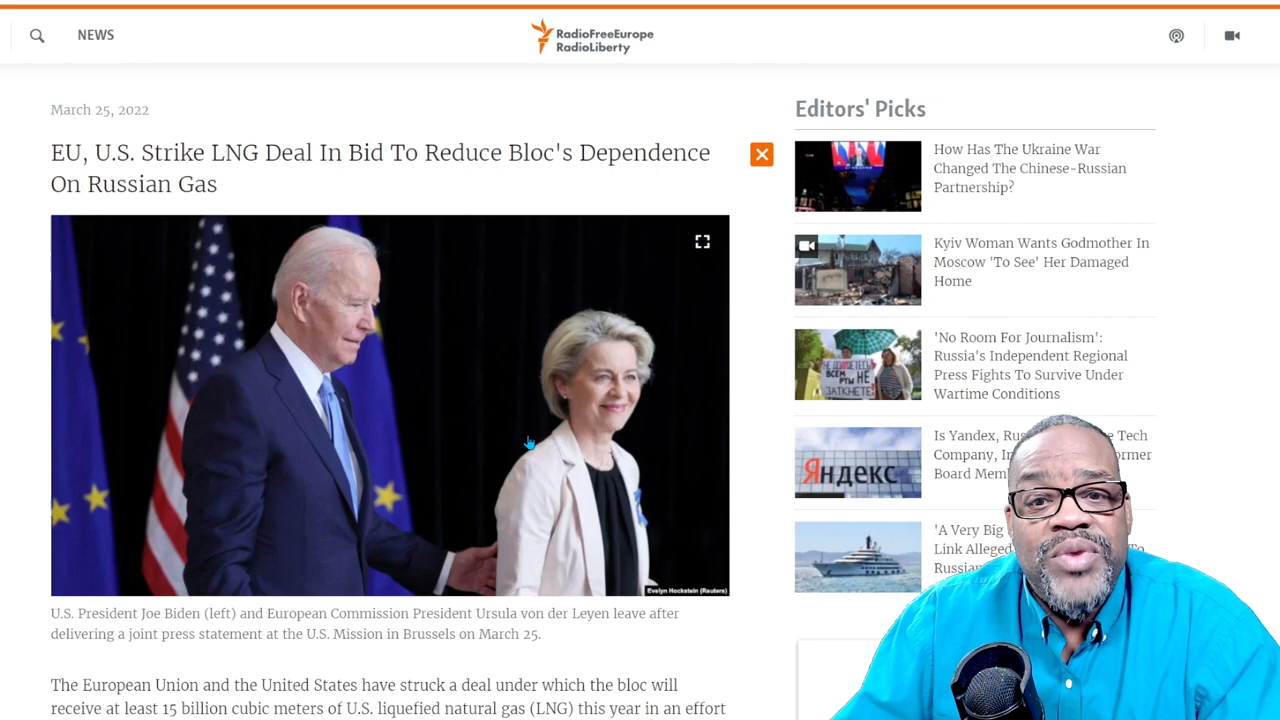 NEWS
RadioFreeEurope
RadioLiberty
March 25, 2022
EU, U.S. Strike LNG Deal In Bid To Reduce Bloc's Dependence
On Russian Gas
Evelyn Hockstein (Reuters)
U.S. President Joe Biden (left) and European Commission President Ursula von der Leyen leave after
delivering a joint press statement at the U.S. Mission in Brussels on March 25.
The European Union and the United States have struck a deal under which the bloc will
receive at least 15 billion cubic meters of U.S. liquefied natural gas (LNG) this year in an effort
Editors' Picks
How Has The Ukraine War
Changed The Chinese-Russian
Partnership?
Kyiv Woman Wants Godmother In
Moscow 'To See' Her Damaged
Home
'No Room For Journalism':
Russia's Independent Regional
Press Fights To Survive Under
Wartime Conditions
ВСЕМ РТЫ НЕ
ЗАТКНЕТЕ!
Is Yandex, Tech
Company,
Board
Яндекс
'A Very Big
Link Alleged To